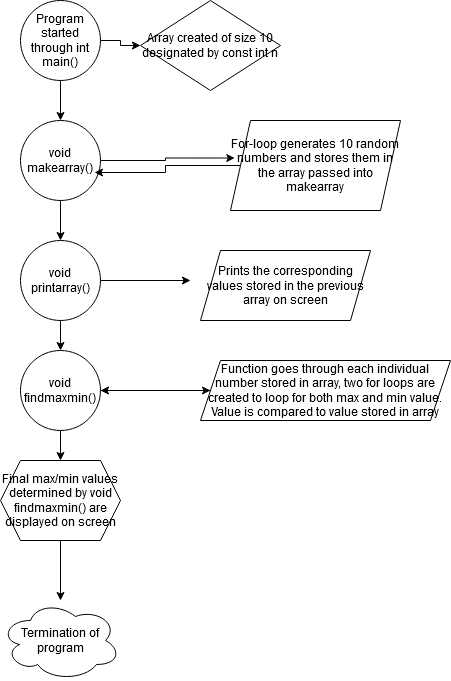 Program
started
through int
main()
Array created of size 10
designated by const int n
void
makearray()
For-loop generates 10 random
numbers and stores them in
the array passed into
makearray
void
printarray()
Prints the corresponding
values stored in the previous
array on screen
void
findmaxmin()
Function goes through each individual
number stored in array, two for loops are
created to loop for both max and min value.
Value is compared to value stored in array
Final max/min values
determined by void
findmaxmin() are
displayed on screen
Termination of
program